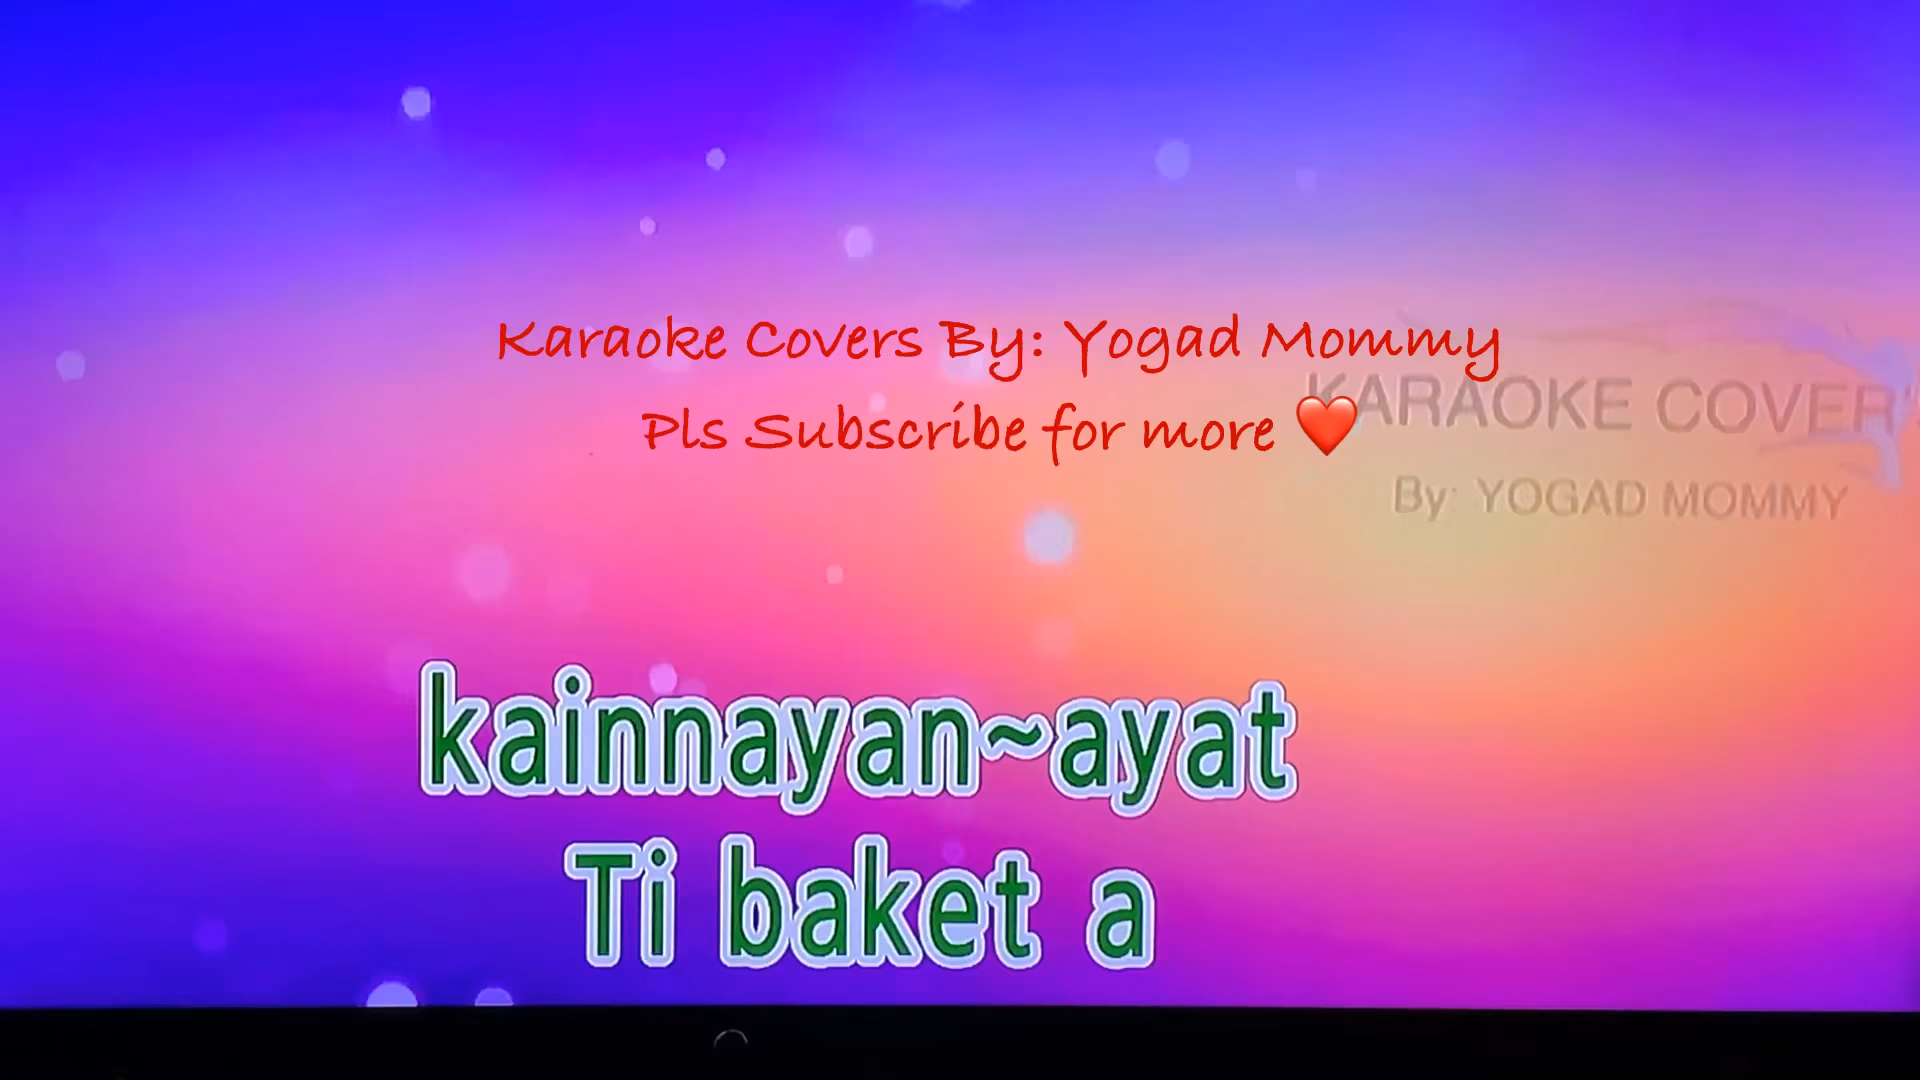 Karaoke Covers By: Yogad Mommy
Pls Subscribe for more ❤️
KARAOKE COVER
By: YOGAD MOMMY
kainnayan~ayat
Ti baket a